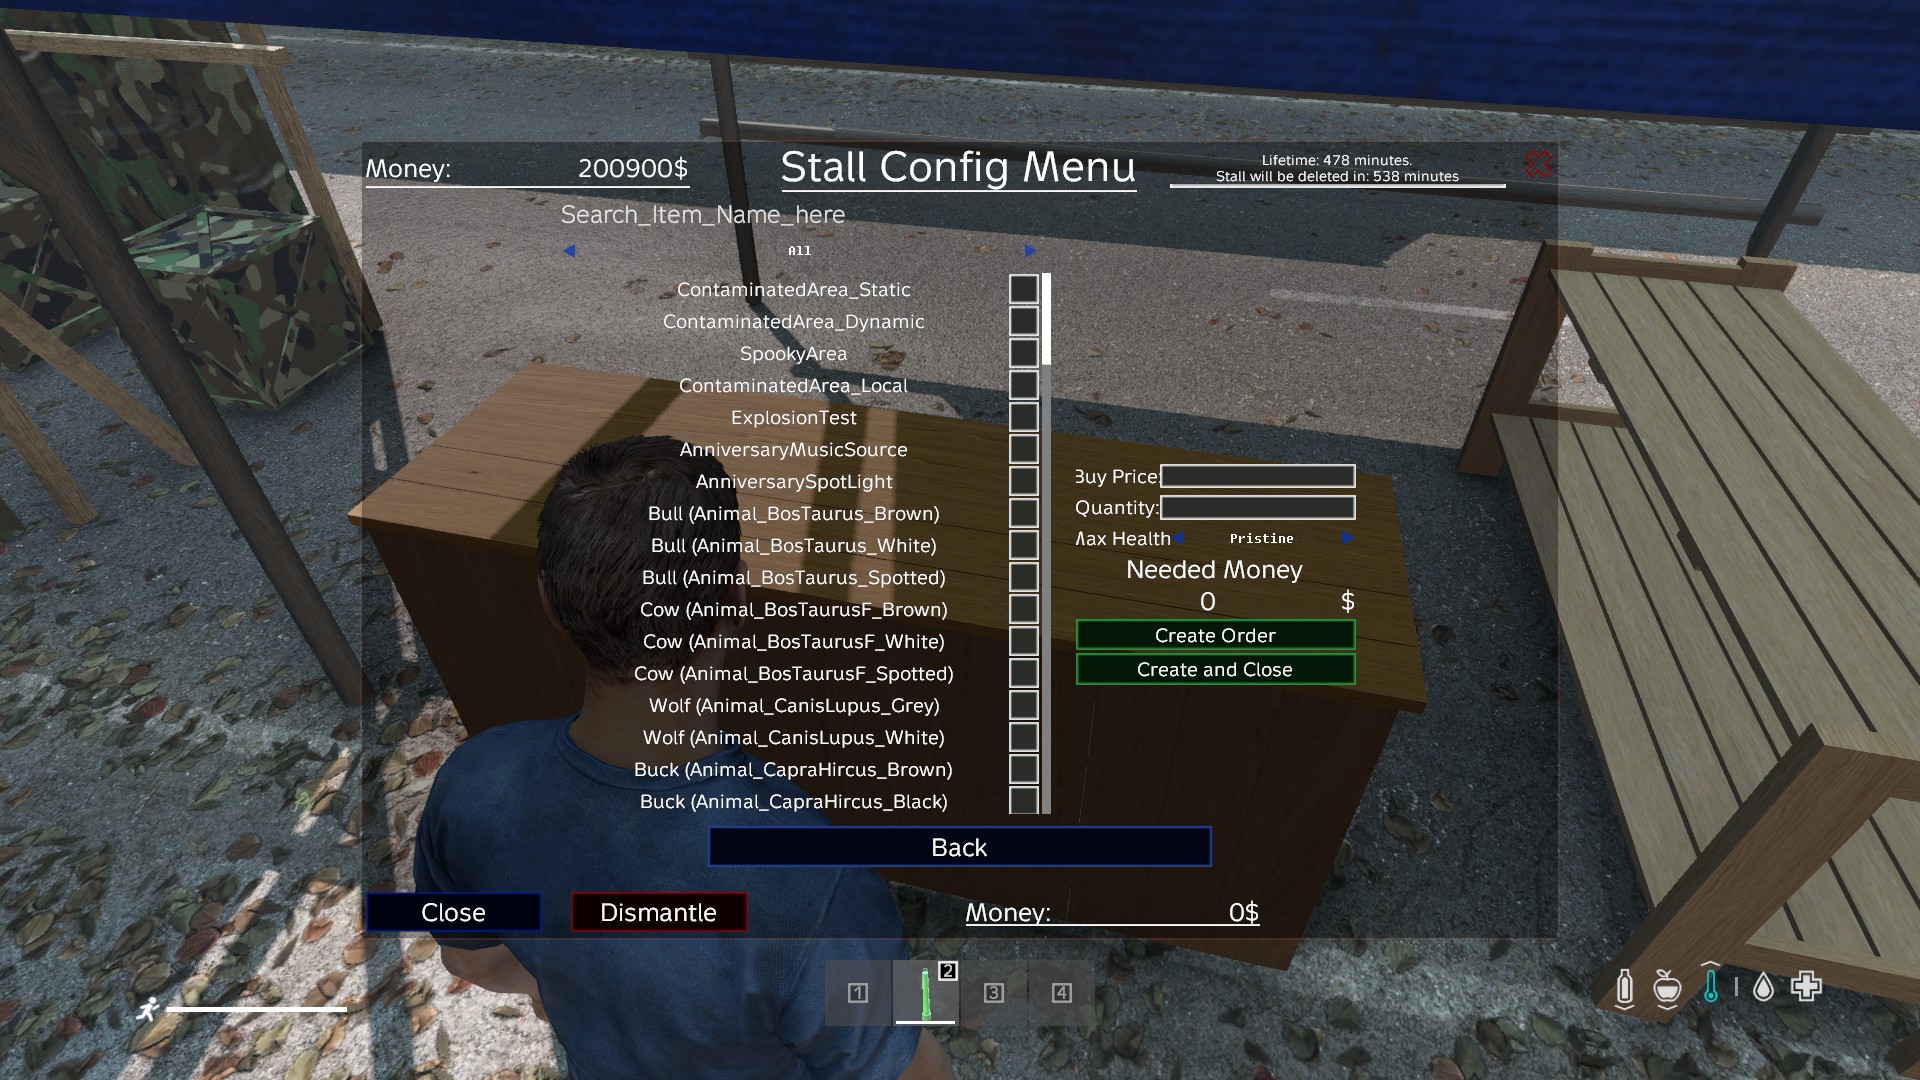 Money: 200900$
Stall Config Menu
Lifetime: 478 minutes.
Stall will be deleted in: 538 minutes
Search_Item_Name_here
All
ContaminatedArea_Static
ContaminatedArea_Dynamic
SpookyArea
ContaminatedArea_Local
ExplosionTest
AnniversaryMusicSource
AnniversarySpotLight
Bull (Animal_BosTaurus_Brown)
Bull (Animal_BosTaurus_White)
Bull (Animal_BosTaurus_Spotted)
Cow (Animal_BosTaurusF_Brown)
Cow (Animal_BosTaurusF_White)
Cow (Animal_BosTaurusF_Spotted)
Wolf (Animal_CanisLupus_Grey)
Wolf (Animal_CanisLupus_White)
Buck (Animal_CapraHircus_Brown)
Buck (Animal_CapraHircus_Black)
Buy Price:
Quantity:
Max Health Pristine
Needed Money
0 $
Create Order
Create and Close
Back
Close
Dismantle
Money: 0$
1
2
3
4